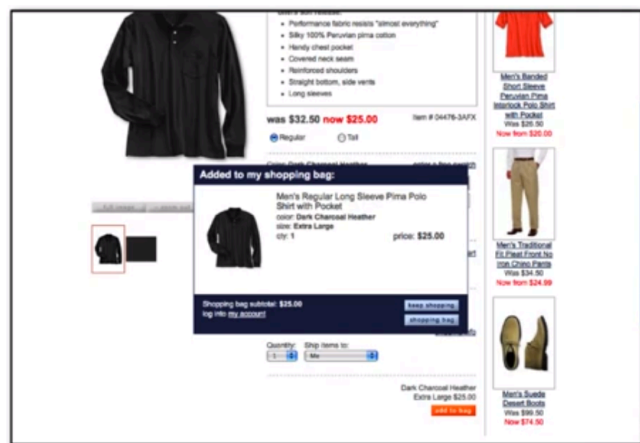 Performance fabric resists "almost everything"
Silky 100% Peruvian pima cotton
Handy chest pocket
Covered neck seam
Reinforced shoulders
Straight bottom, side vents
Long sleeves
was $32.50 now $25.00
Item # 04476-3AFX
Regular
Tall
Added to my shopping bag:
Men's Regular Long Sleeve Pima Polo
Shirt with Pocket
color: Dark Charcoal Heather
size: Extra Large
qty: 1
price: $25.00
Shopping bag subtotal: $25.00
log into my account
keep shopping
shopping bag
Quantity:
Ship items to:
1
Me
Dark Charcoal Heather
Extra Large $25.00
add to bag
Men's Banded
Short Sleeve
Peruvian Pima
Interlock Polo Shirt
with Pocket
Was $26.50
Now from $20.00
Men's Traditional
Fit Pleat Front No
Iron Chino Pants
Was $34.50
Now from $24.99
Men's Suede
Desert Boots
Was $99.50
Now $74.50